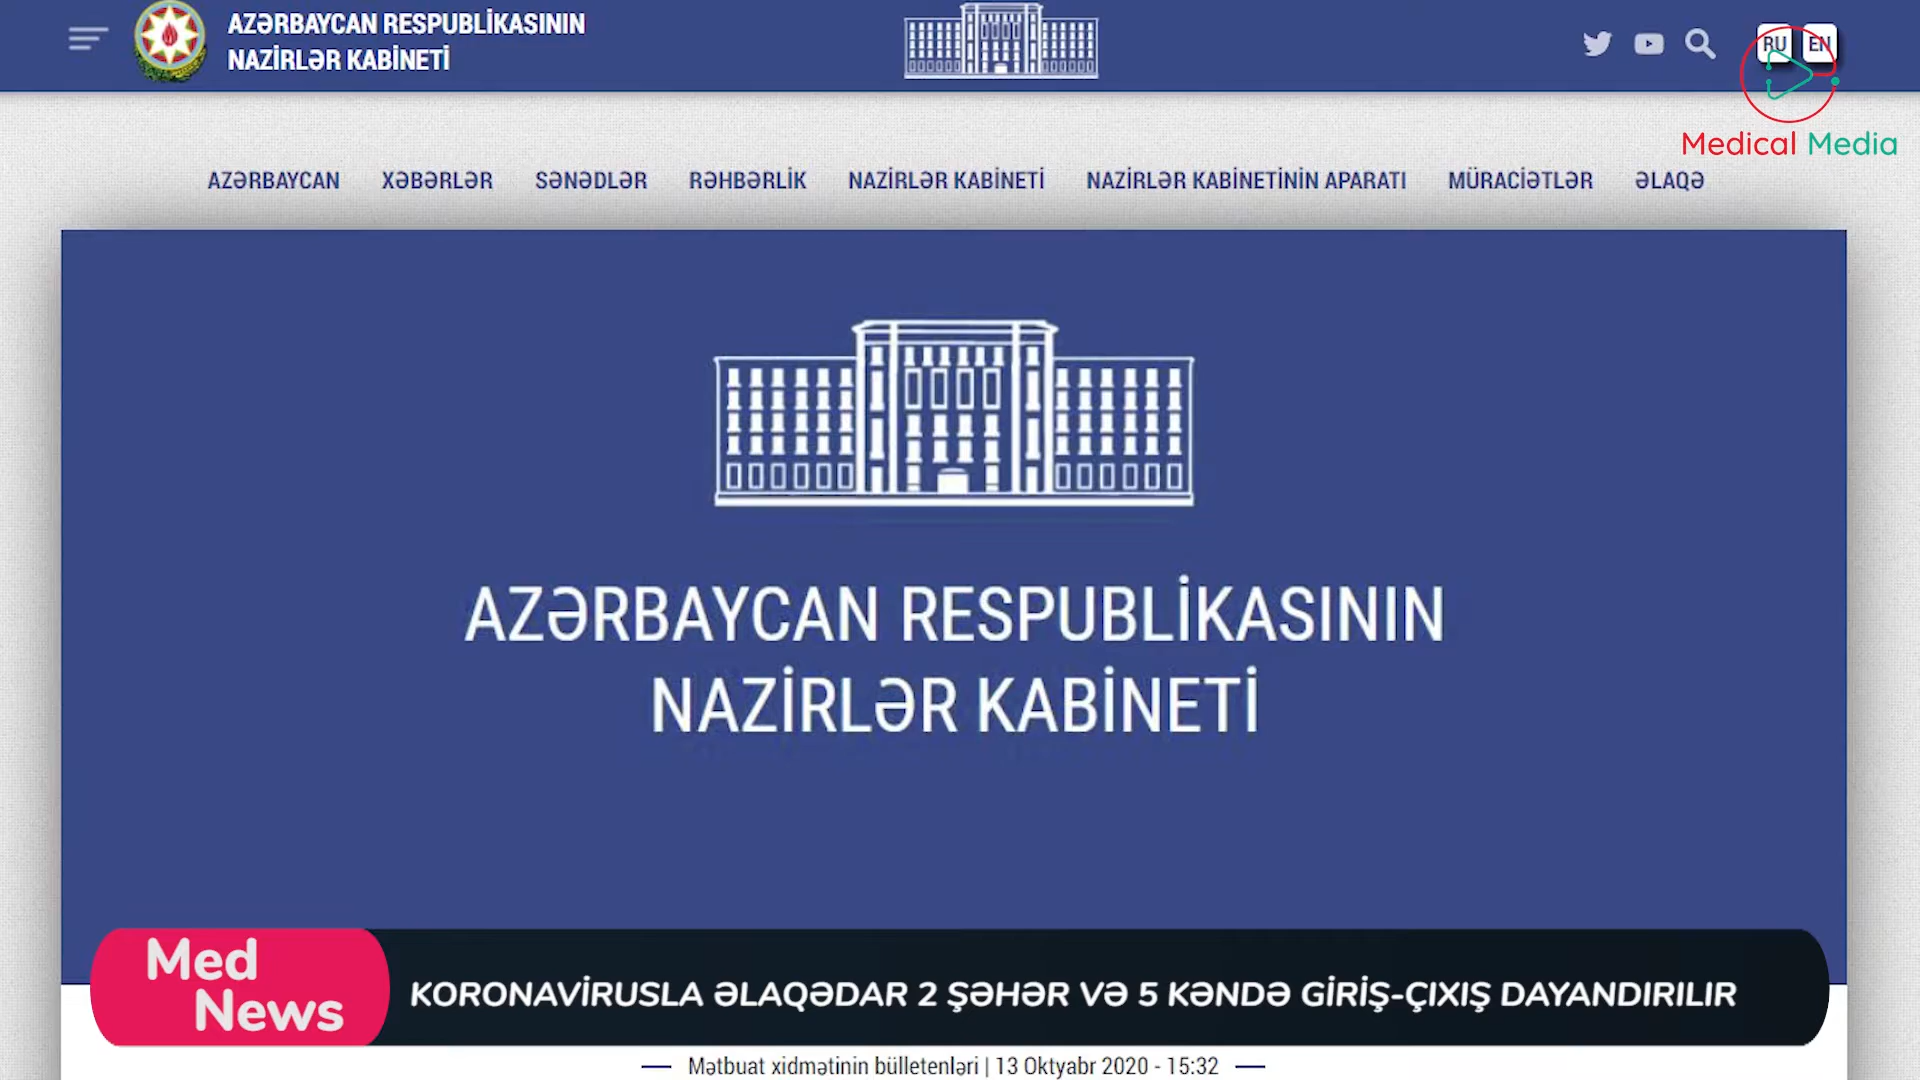 AZƏRBAYCAN RESPUBLİKASININ
NAZİRLƏR KABİNETİ
RU EN
Medical Media
AZƏRBAYCAN XƏBƏRLƏR SƏNƏDLƏR RƏHBƏRLİK NAZİRLƏR KABİNETİ NAZİRLƏR KABİNETİNİN APARATI MÜRACİƏTLƏR ƏLAQƏ
AZƏRBAYCAN RESPUBLİKASININ
NAZİRLƏR KABİNETİ
Med
News
KORONAVİRUSLA ƏLAQƏDAR 2 ŞƏHƏR VƏ 5 KƏNDƏ GİRİŞ-ÇIXIŞ DAYANDIRILIR
Mətbuat xidmətinin bülletenləri | 13 Oktyabr 2020 - 15:32